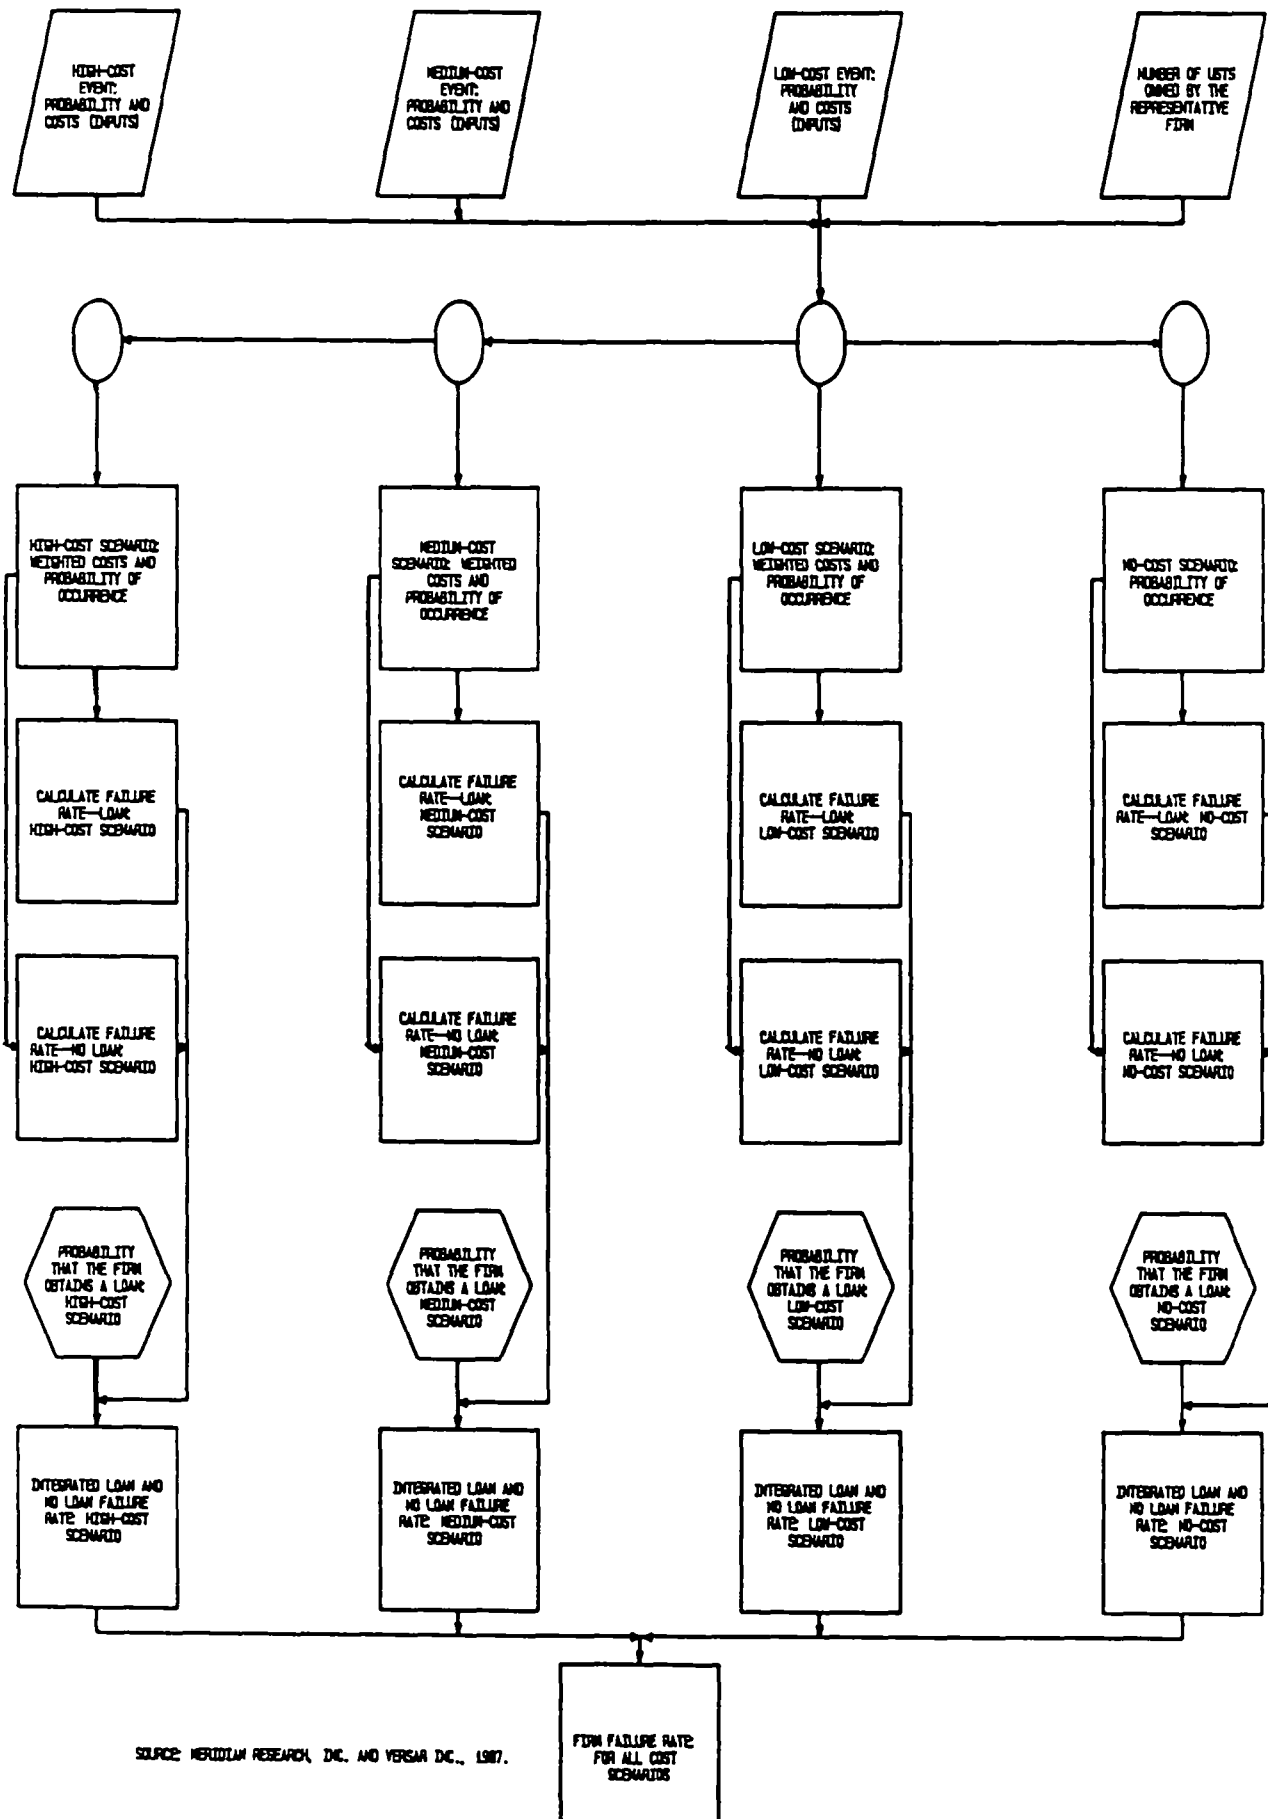 HIGH-COST
EVENT:
PROBABILITY AND
COSTS (INPUTS)
MEDIUM-COST
EVENT:
PROBABILITY AND
COSTS (INPUTS)
LOW-COST EVENT:
PROBABILITY
AND COSTS
(INPUTS)
NUMBER OF USTS
OWNED BY THE
REPRESENTATIVE
FIRM
HIGH-COST SCENARIO:
WEIGHTED COSTS AND
PROBABILITY OF
OCCURRENCE
MEDIUM-COST
SCENARIO: WEIGHTED
COSTS AND
PROBABILITY OF
OCCURRENCE
LOW-COST SCENARIO:
WEIGHTED COSTS AND
PROBABILITY OF
OCCURRENCE
NO-COST SCENARIO:
PROBABILITY OF
OCCURRENCE
CALCULATE FAILURE
RATE—LOAN:
HIGH-COST SCENARIO
CALCULATE FAILURE
RATE—LOAN:
MEDIUM-COST
SCENARIO
CALCULATE FAILURE
RATE—LOAN:
LOW-COST SCENARIO
CALCULATE FAILURE
RATE—LOAN: NO-COST
SCENARIO
CALCULATE FAILURE
RATE—NO LOAN:
HIGH-COST SCENARIO
CALCULATE FAILURE
RATE—NO LOAN:
MEDIUM-COST
SCENARIO
CALCULATE FAILURE
RATE—NO LOAN:
LOW-COST SCENARIO
CALCULATE FAILURE
RATE—NO LOAN:
NO-COST SCENARIO
PROBABILITY
THAT THE FIRM
OBTAINS A LOAN:
HIGH-COST
SCENARIO
PROBABILITY
THAT THE FIRM
OBTAINS A LOAN:
MEDIUM-COST
SCENARIO
PROBABILITY
THAT THE FIRM
OBTAINS A LOAN:
LOW-COST
SCENARIO
PROBABILITY
THAT THE FIRM
OBTAINS A LOAN:
NO-COST
SCENARIO
INTEGRATED LOAN AND
NO LOAN FAILURE
RATE: HIGH-COST
SCENARIO
INTEGRATED LOAN AND
NO LOAN FAILURE
RATE: MEDIUM-COST
SCENARIO
INTEGRATED LOAN AND
NO LOAN FAILURE
RATE: LOW-COST
SCENARIO
INTEGRATED LOAN AND
NO LOAN FAILURE
RATE: NO-COST
SCENARIO
FIRM FAILURE RATE:
FOR ALL COST
SCENARIOS
SOURCE: MERIDIAN RESEARCH, INC. AND VERSAR INC., 1987.